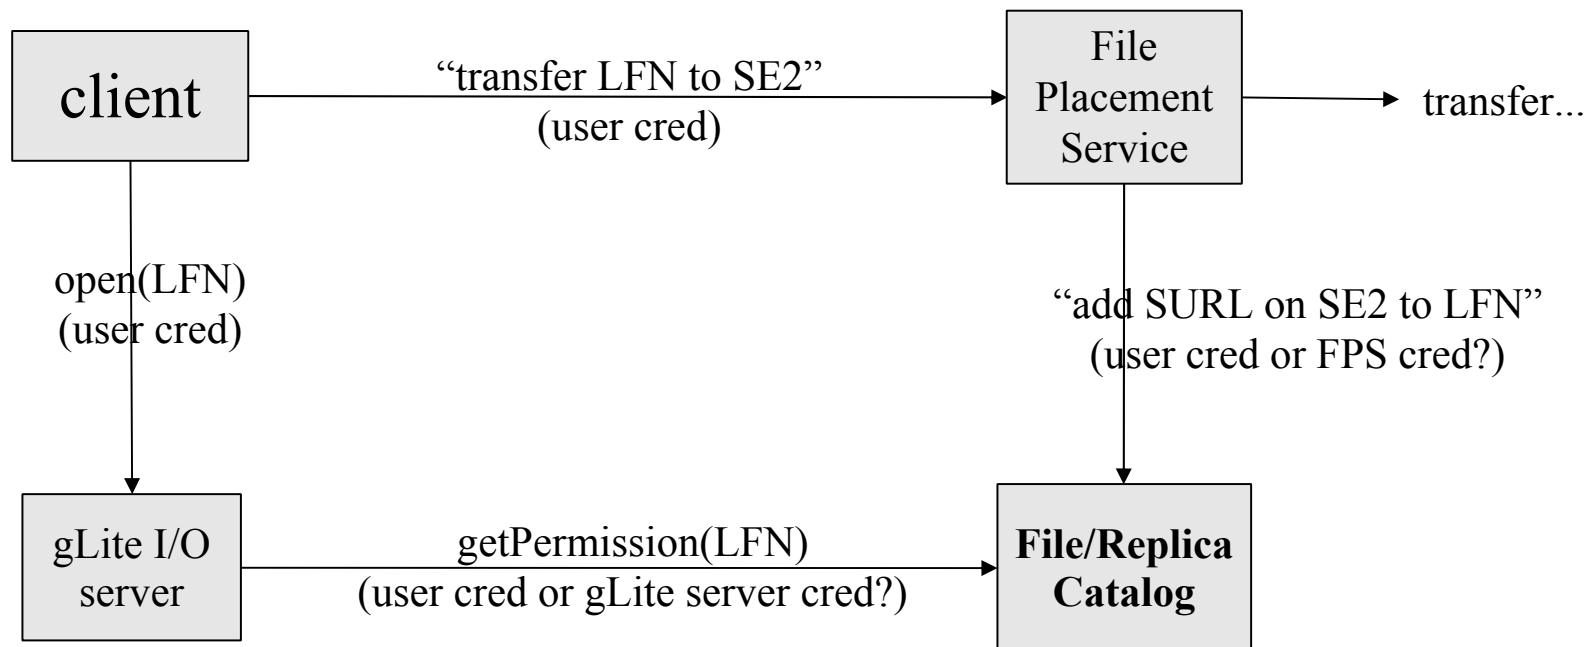 client
“transfer LFN to SE2”
(user cred)
File
Placement
Service
transfer...
open(LFN)
(user cred)
“add SURL on SE2 to LFN”
(user cred or FPS cred?)
gLite I/O
server
getPermission(LFN)
(user cred or gLite server cred?)
File/Replica
Catalog